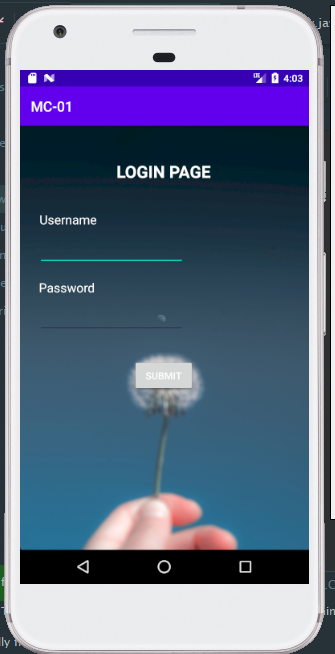 4:03
MC-01
LOGIN PAGE
Username
Password
SUBMIT